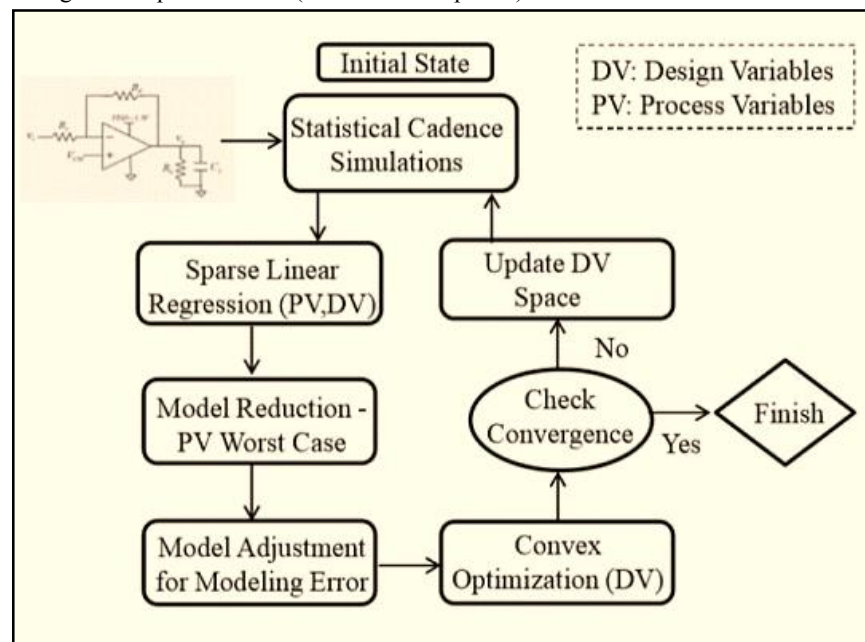 Initial State
DV: Design Variables
PV: Process Variables
Statistical Cadence
Simulations
Sparse Linear
Regression (PV,DV)
Update DV
Space
No
Model Reduction -
PV Worst Case
Check
Convergence
Yes
Finish
Model Adjustment
for Modeling Error
Convex
Optimization (DV)